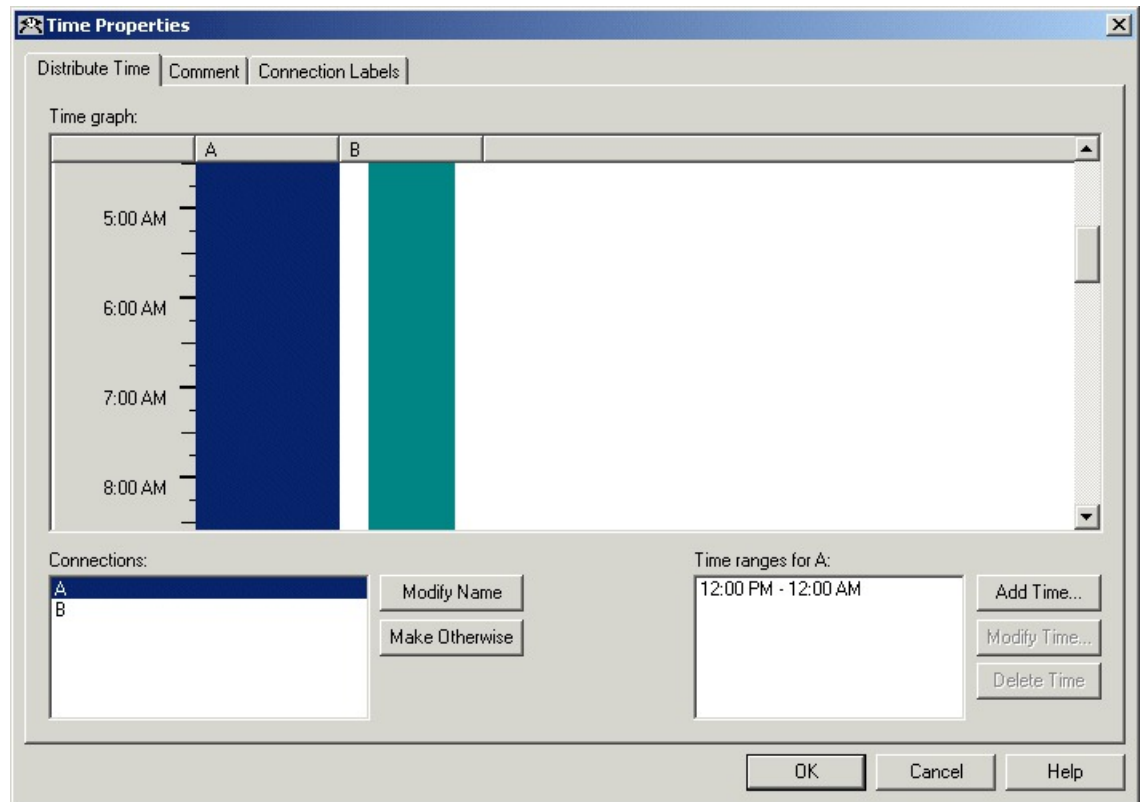 Time Properties
Distribute Time Comment Connection Labels
Time graph:
A B
5:00 AM
6:00 AM
7:00 AM
8:00 AM
Connections:
A
B
Modify Name
Make Otherwise
Time ranges for A:
12:00 PM - 12:00 AM
Add Time...
Modify Time...
Delete Time
OK Cancel Help